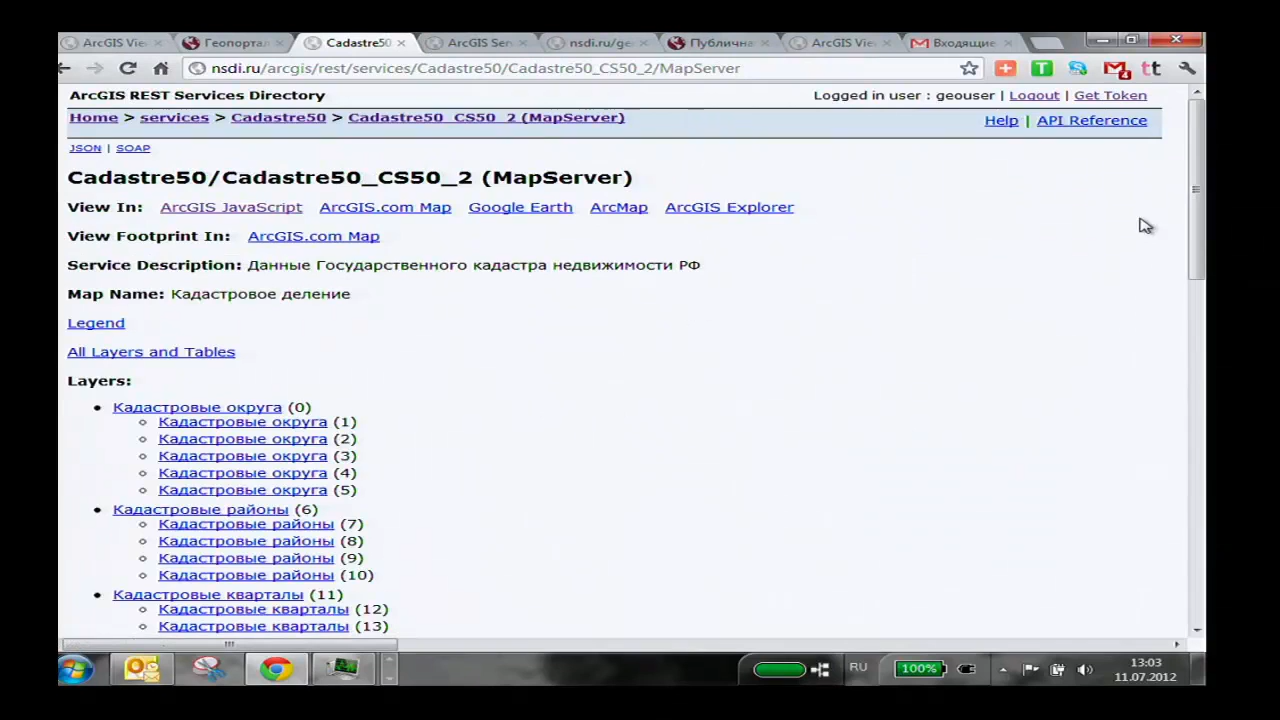 ArcGIS Vie
Геопортал
Cadastre50
ArcGIS Ser
nsdi.ru/ge
Публична
ArcGIS Vie
Входящие
nsdi.ru/arcgis/rest/services/Cadastre50/Cadastre50_CS50_2/MapServer
ArcGIS REST Services Directory
Logged in user : geouser | Logout | Get Token
Home > services > Cadastre50 > Cadastre50_CS50_2 (MapServer)
Help | API Reference
JSON | SOAP
Cadastre50/Cadastre50_CS50_2 (MapServer)
View In: ArcGIS JavaScript ArcGIS.com Map Google Earth ArcMap ArcGIS Explorer
View Footprint In: ArcGIS.com Map
Service Description: Данные Государственного кадастра недвижимости РФ
Map Name: Кадастровое деление
Legend
All Layers and Tables
Layers:
Кадастровые округа (0)
Кадастровые округа (1)
Кадастровые округа (2)
Кадастровые округа (3)
Кадастровые округа (4)
Кадастровые округа (5)
Кадастровые районы (6)
Кадастровые районы (7)
Кадастровые районы (8)
Кадастровые районы (9)
Кадастровые районы (10)
Кадастровые кварталы (11)
Кадастровые кварталы (12)
Кадастровые кварталы (13)
RU
100%
13:03
11.07.2012